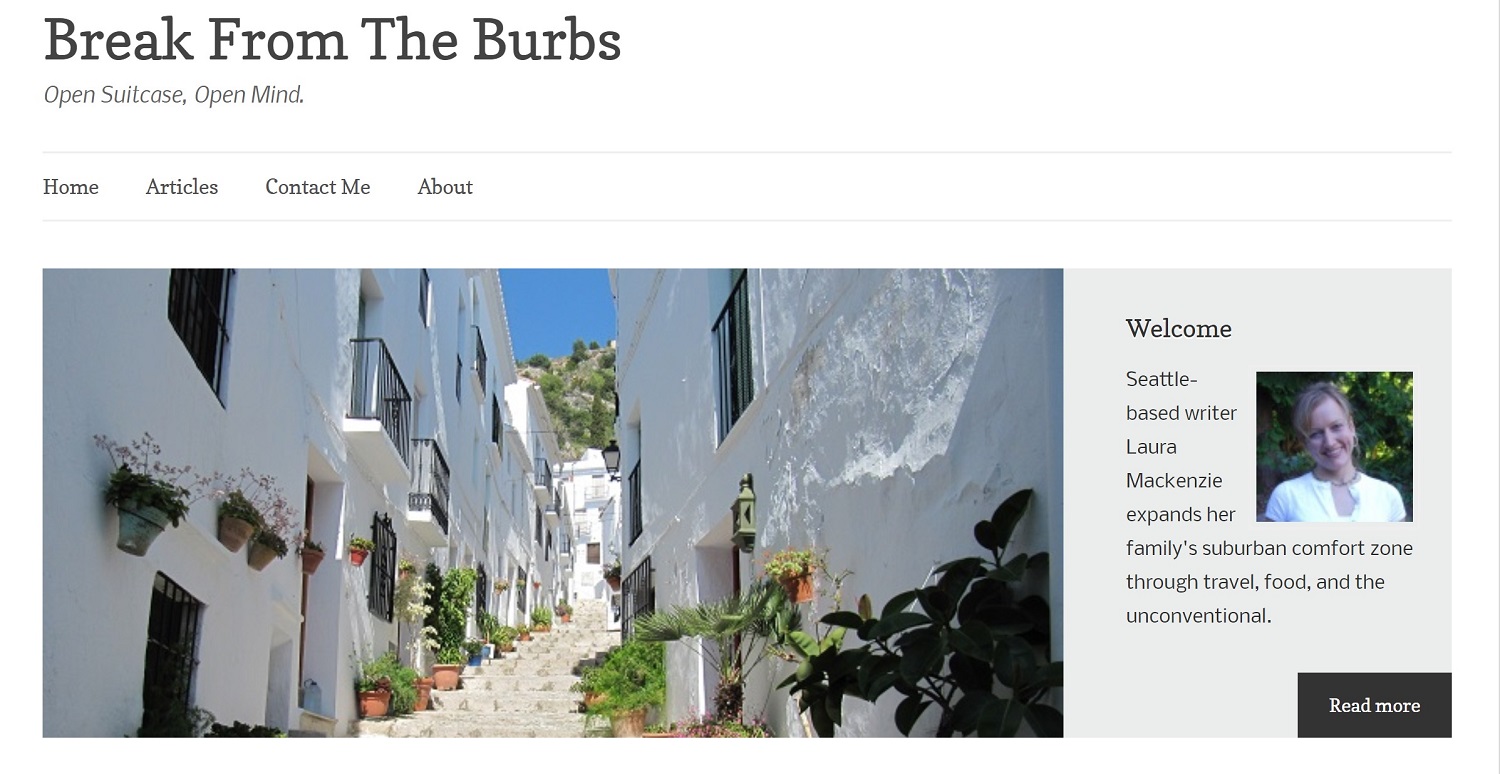 Break From The Burbs
Open Suitcase, Open Mind.
Home Articles Contact Me About
Welcome
Seattle-
based writer
Laura
Mackenzie
expands her
family's suburban comfort zone
through travel, food, and the
unconventional.
Read more